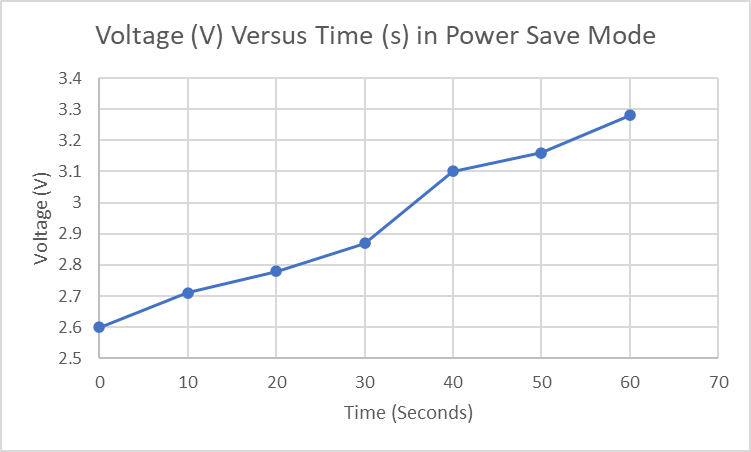 Voltage (V) Versus Time (s) in Power Save Mode
3.4
3.3
3.2
3.1
3
2.9
2.8
2.7
2.6
2.5
Voltage (V)
0 10 20 30 40 50 60 70
Time (Seconds)